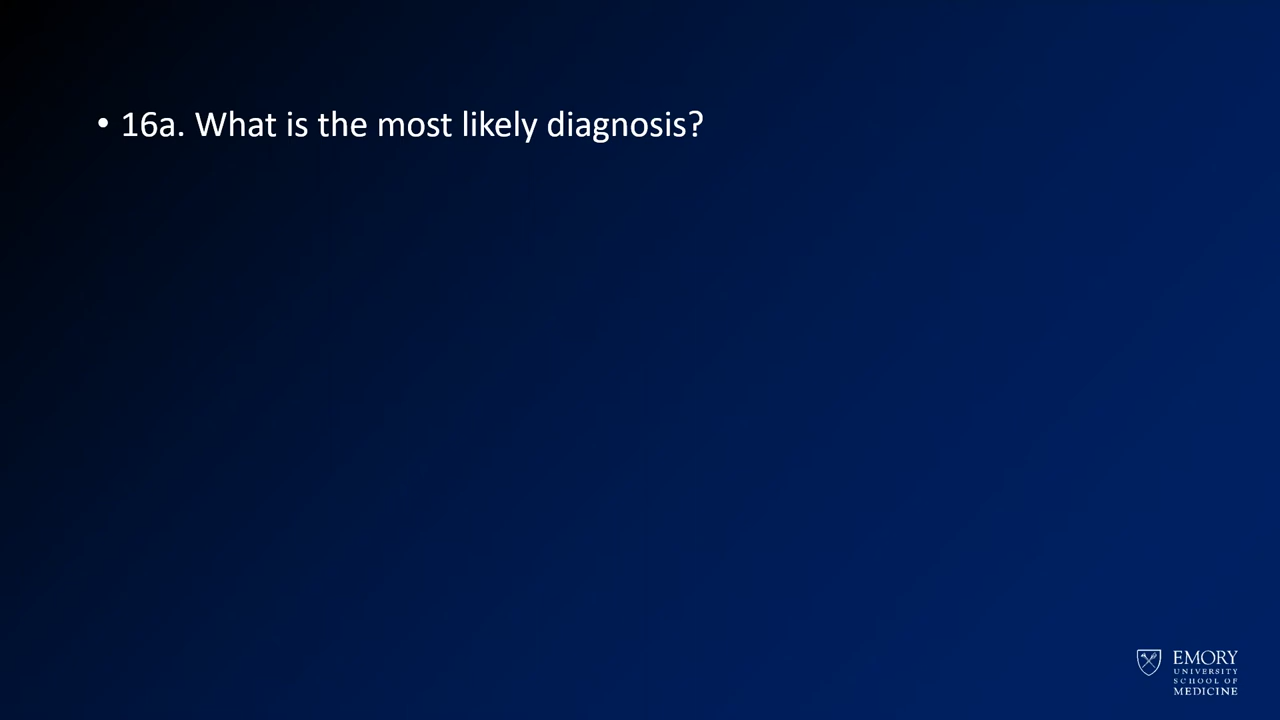 • 16a. What is the most likely diagnosis?
EMORY
UNIVERSITY
SCHOOL OF
MEDICINE